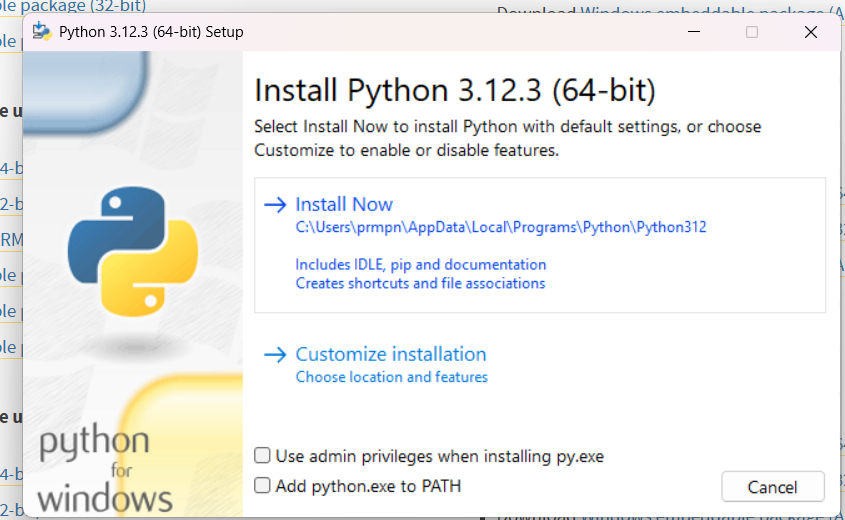 ble package (32-bit)
Download Windows embeddable package (A
Python 3.12.3 (64-bit) Setup
Install Python 3.12.3 (64-bit)
Select Install Now to install Python with default settings, or choose
Customize to enable or disable features.
Install Now
C:\Users\prmpn\AppData\Local\Programs\Python\Python312
Includes IDLE, pip and documentation
Creates shortcuts and file associations
Customize installation
Choose location and features
Use admin privileges when installing py.exe
Add python.exe to PATH
Cancel
python
for
windows